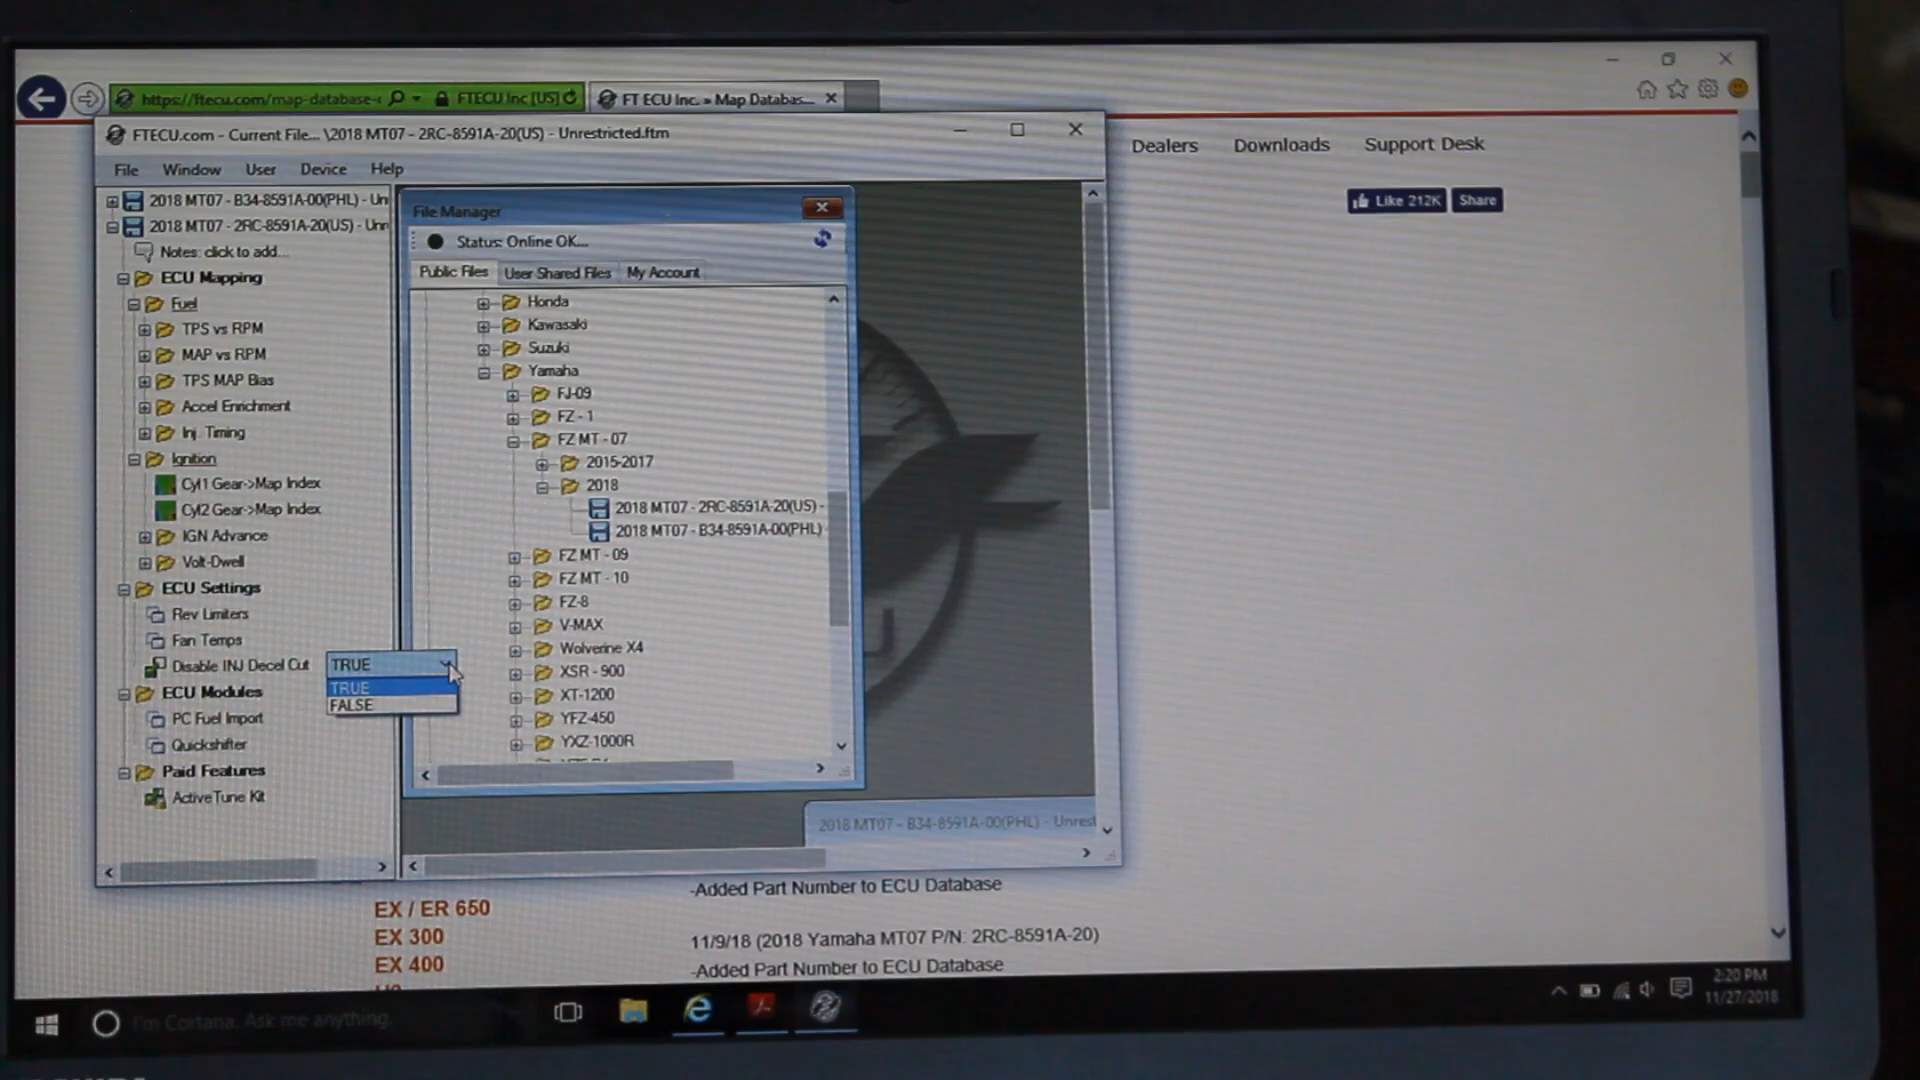 https://ftecu.com/map-database-
FTECU Inc [US]
FT ECU Inc. » Map Databas...
FTECU.com - Current File... \2018 MT07 - 2RC-8591A-20(US) - Unrestricted.ftm
Dealers
Downloads
Support Desk
File
Window
User
Device
Help
Like 212K
Share
2018 MT07 - B34-8591A-00(PHL) - Un
2018 MT07 - 2RC-8591A-20(US) - Unr
Notes: click to add...
ECU Mapping
Fuel
TPS vs RPM
MAP vs RPM
TPS MAP Bias
Accel Enrichment
Inj. Timing
Ignition
Cyl1 Gear->Map Index
Cyl2 Gear->Map Index
IGN Advance
Volt-Dwell
ECU Settings
Rev Limiters
Fan Temps
Disable INJ Decel Cut
TRUE
TRUE
FALSE
ECU Modules
PC Fuel Import
Quickshifter
Paid Features
ActiveTune Kit
File Manager
Status: Online OK...
Public Files
User Shared Files
My Account
Honda
Kawasaki
Suzuki
Yamaha
FJ-09
FZ - 1
FZ MT - 07
2015-2017
2018
2018 MT07 - 2RC-8591A-20(US) -
2018 MT07 - B34-8591A-00(PHL)
FZ MT - 09
FZ MT - 10
FZ-8
V-MAX
Wolverine X4
XSR - 900
XT-1200
YFZ-450
YXZ-1000R
2018 MT07 - B34-8591A-00(PHL) - Unrest
-Added Part Number to ECU Database
EX / ER 650
EX 300
11/9/18 (2018 Yamaha MT07 P/N: 2RC-8591A-20)
EX 400
-Added Part Number to ECU Database
I'm Cortana. Ask me anything.
2:20 PM
11/27/2018